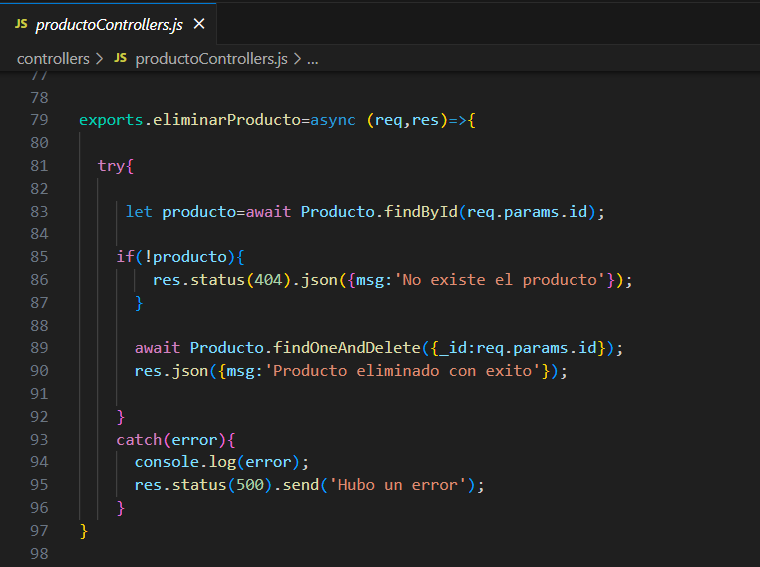 JS productoControllers.js ×
controllers > JS productoControllers.js > ...
77
78
79 exports.eliminarProducto=async (req,res)=>{
80
81 try{
82
83 let producto=await Producto.findById(req.params.id);
84
85 if(!producto){
86 res.status(404).json({msg:'No existe el producto'});
87 }
88
89 await Producto.findOneAndDelete({_id:req.params.id});
90 res.json({msg:'Producto eliminado con exito'});
91
92 }
93 catch(error){
94 console.log(error);
95 res.status(500).send('Hubo un error');
96 }
97 }
98